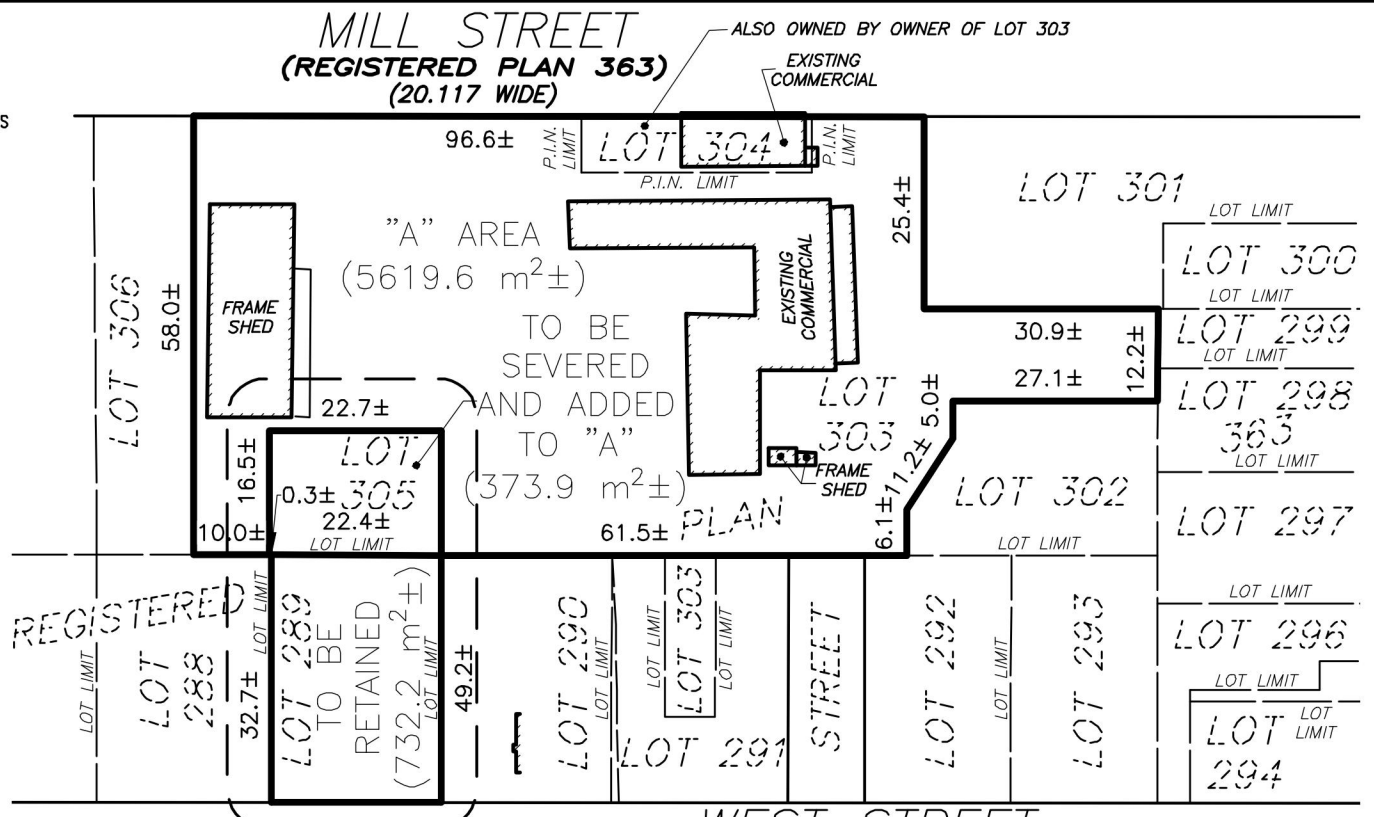 MILL STREET
(REGISTERED PLAN 363)
(20.117 WIDE)
ALSO OWNED BY OWNER OF LOT 303
EXISTING
COMMERCIAL
S
96.6±
P.I.N.
LIMIT
LOT 304
P.I.N.
LIMIT
P.I.N. LIMIT
25.4±
LOT 301
LOT LIMIT
LOT 300
LOT LIMIT
LOT 299
LOT LIMIT
LOT 298
363
LOT LIMIT
LOT 297
LOT LIMIT
LOT 296
LOT LIMIT
LOT
LIMIT
LOT
294
LOT 306
58.0±
FRAME
SHED
"A" AREA
(5619.6 m²±)
TO BE
SEVERED
AND ADDED
TO "A"
(373.9 m²±)
EXISTING
COMMERCIAL
LOT
303
FRAME
SHED
30.9±
27.1±
12.2±
5.0±
11.2±
6.1±
LOT 302
LOT LIMIT
22.7±
16.5±
LOT
305
0.3±
22.4±
LOT LIMIT
10.0±
61.5±
PLAN
REGISTERED
LOT LIMIT
LOT
288
32.7±
LOT LIMIT
LOT 289
TO BE
RETAINED
(732.2 m²±)
LOT LIMIT
49.2±
LOT 290
LOT LIMIT
LOT LIMIT
LOT 303
LOT LIMIT
LOT 291
STREET
LOT 292
LOT LIMIT
LOT 293
WEST STREET